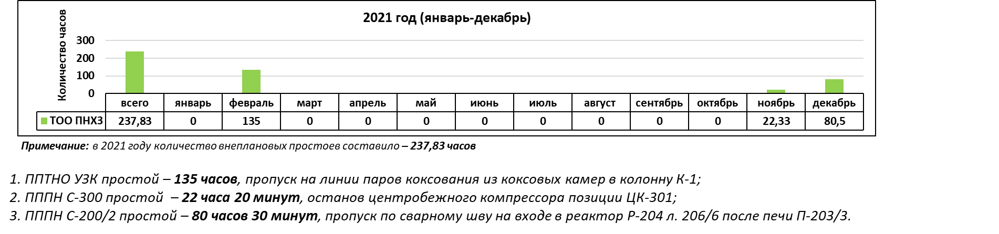 2021 год (январь-декабрь)
Количество часов
300
200
100
0
всего январь февраль март апрель май июнь июль август сентябрь октябрь ноябрь декабрь
ТОО ПНХЗ 237,83 0 135 0 0 0 0 0 0 0 0 22,33 80,5
Примечание: в 2021 году количество внеплановых простоев составило – 237,83 часов
1. ППТНО УЗК простой – 135 часов, пропуск на линии паров коксования из коксовых камер в колонну К-1;
2. ПППН С-300 простой – 22 часа 20 минут, останов центробежного компрессора позиции ЦК-301;
3. ПППН С-200/2 простой – 80 часов 30 минут, пропуск по сварному шву на входе в реактор Р-204 л. 206/6 после печи П-203/3.